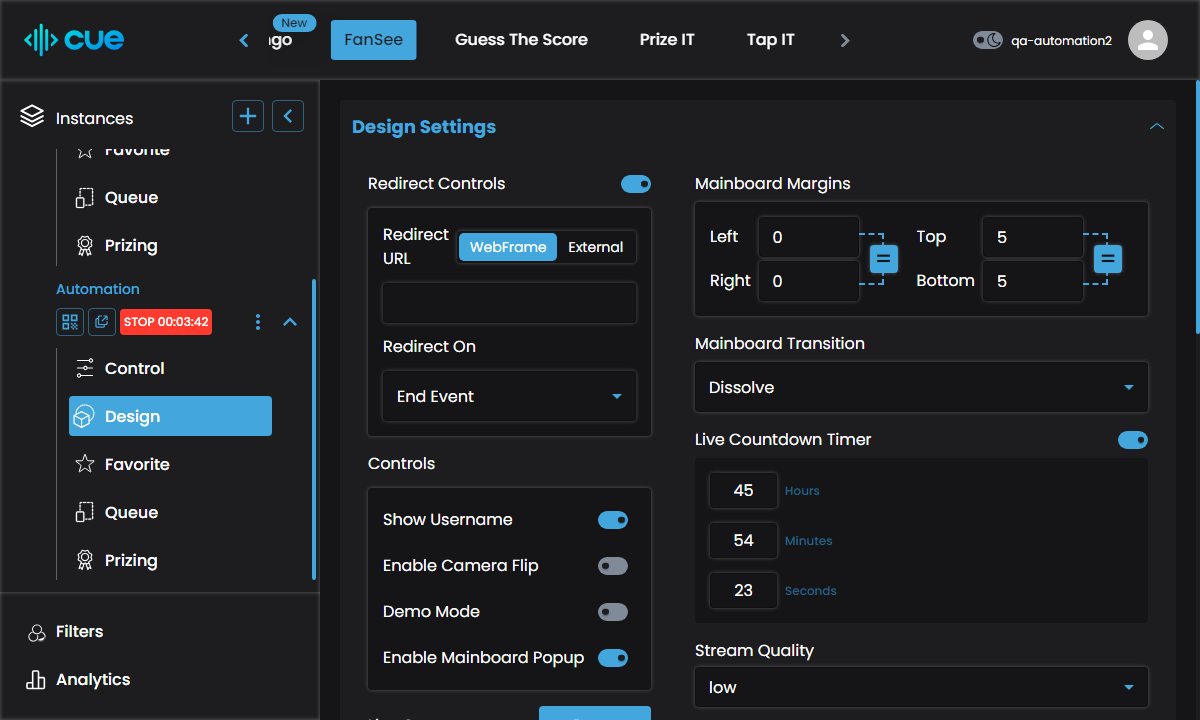 cue
New
FanSee
Guess The Score
Prize IT
Tap IT
qa-automation2
Instances
Favorite
Queue
Prizing
Automation
STOP 00:03:42
Control
Design
Favorite
Queue
Prizing
Filters
Analytics
Design Settings
Redirect Controls
Redirect URL
WebFrame
External
Redirect On
End Event
Controls
Show Username
Enable Camera Flip
Demo Mode
Enable Mainboard Popup
Mainboard Margins
Left 0
Top 5
Right 0
Bottom 5
Mainboard Transition
Dissolve
Live Countdown Timer
45 Hours
54 Minutes
23 Seconds
Stream Quality
low